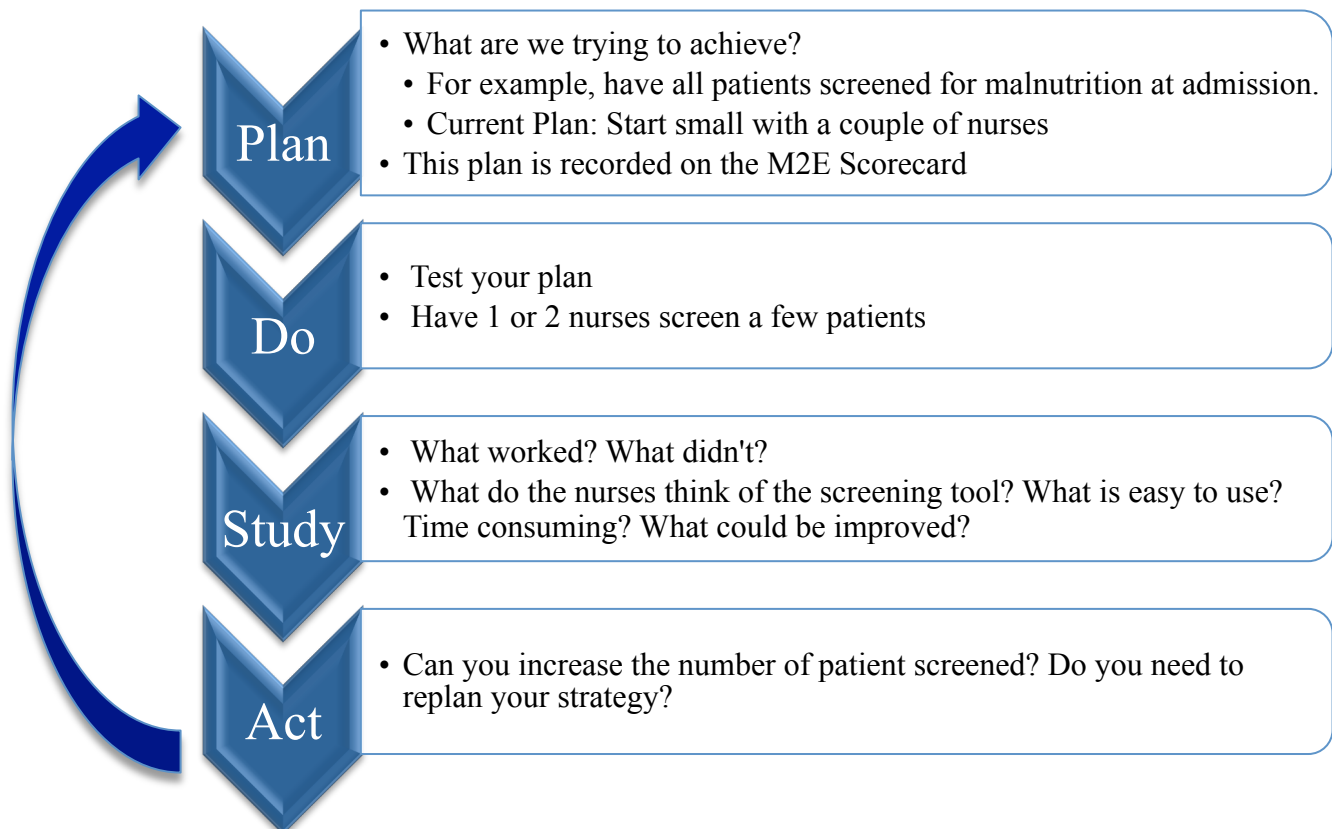 Plan
• What are we trying to achieve?
• For example, have all patients screened for malnutrition at admission.
• Current Plan: Start small with a couple of nurses
• This plan is recorded on the M2E Scorecard
Do
• Test your plan
• Have 1 or 2 nurses screen a few patients
Study
• What worked? What didn't?
• What do the nurses think of the screening tool? What is easy to use?
Time consuming? What could be improved?
Act
• Can you increase the number of patient screened? Do you need to
replan your strategy?